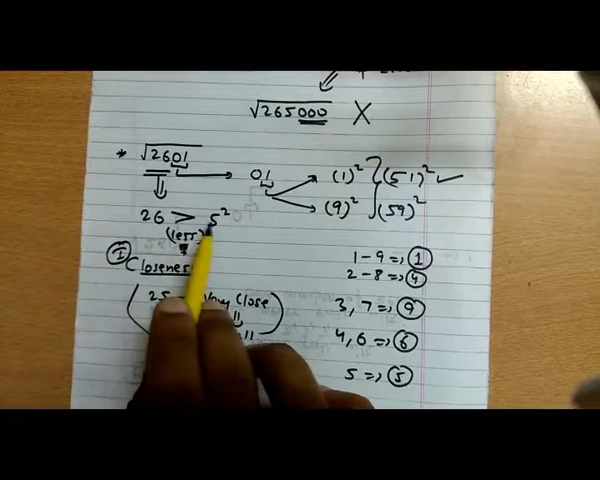 √265000 X
* √2601 → 01 → (1)² } (51)² ✓
→ (9)² } (59)²
26 > 5²
(less)
I
Closenes
1-9 => 1
2-8 => 4
25 Very Close
3, 7 => 9
4, 6 => 6
5 => 5